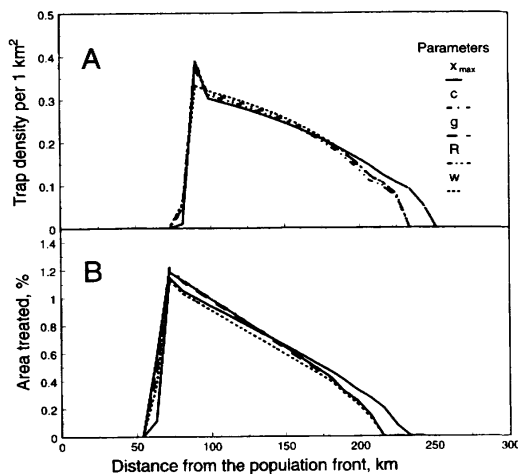 0.5
0.4
0.3
0.2
0.1
0
Trap density per 1 km²
A
Parameters
x max
c
g
R
w
1.4
1.2
1
0.8
0.6
0.4
0.2
0
Area treated, %
B
0
50
100
150
200
250
300
Distance from the population front, km